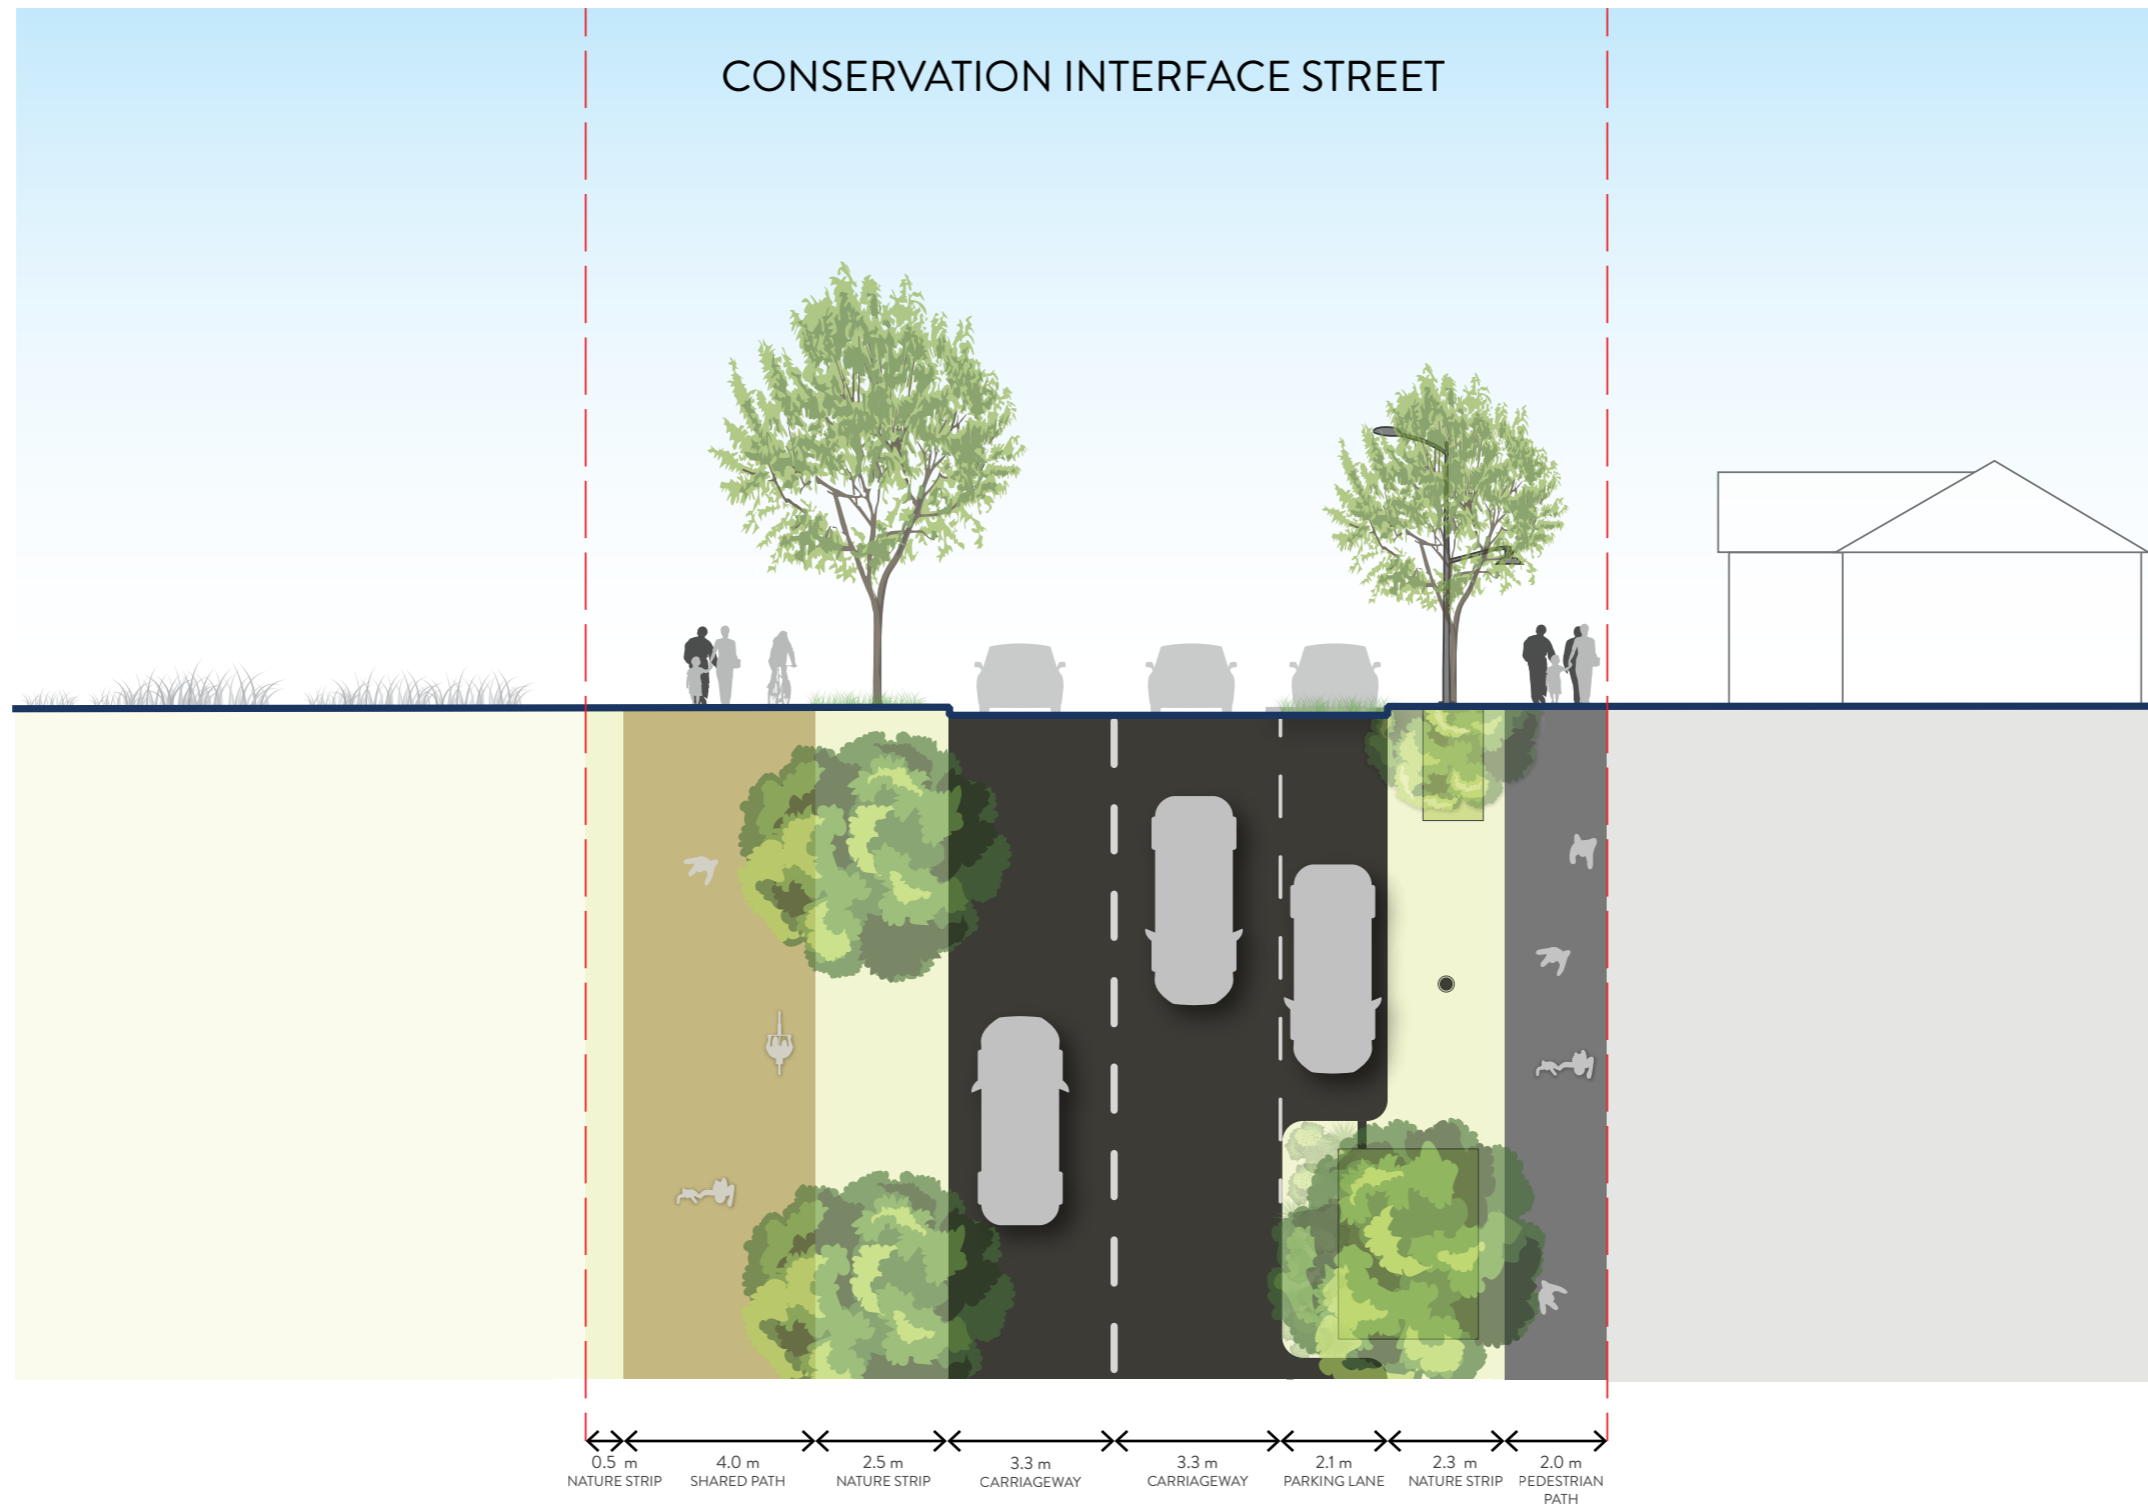 CONSERVATION INTERFACE STREET
0.5 m
NATURE STRIP
4.0 m
SHARED PATH
2.5 m
NATURE STRIP
3.3 m
CARRIAGEWAY
3.3 m
CARRIAGEWAY
2.1 m
PARKING LANE
2.3 m
NATURE STRIP
2.0 m
PEDESTRIAN
PATH